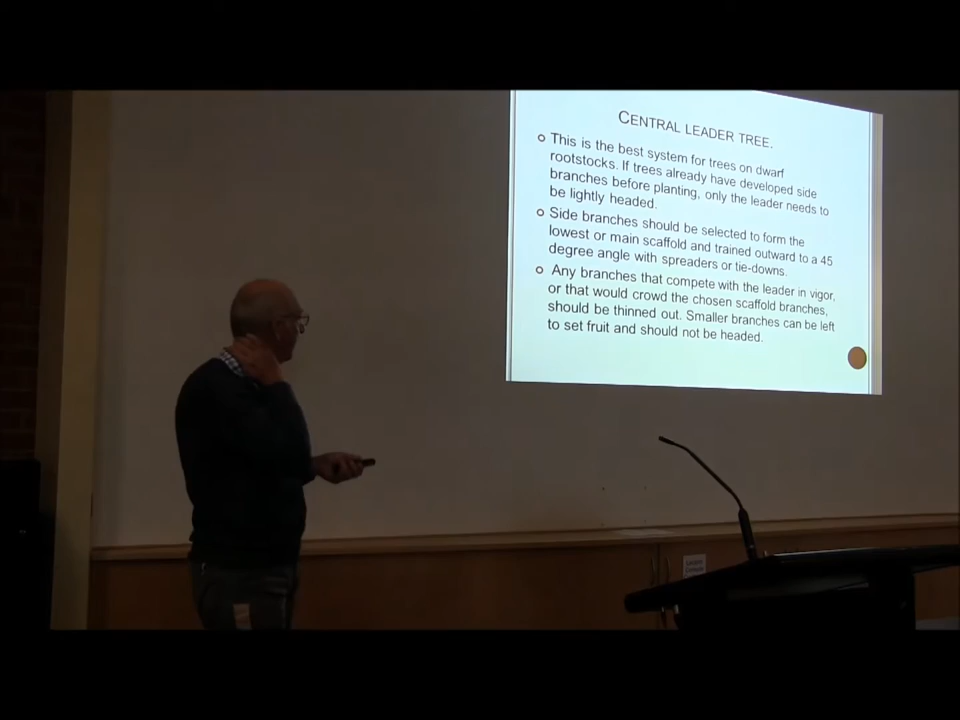 CENTRAL LEADER TREE.
This is the best system for trees on dwarf
rootstocks. If trees already have developed side
branches before planting, only the leader needs to
be lightly headed.
Side branches should be selected to form the
lowest or main scaffold and trained outward to a 45
degree angle with spreaders or tie-downs.
Any branches that compete with the leader in vigor,
or that would crowd the chosen scaffold branches,
should be thinned out. Smaller branches can be left
to set fruit and should not be headed.